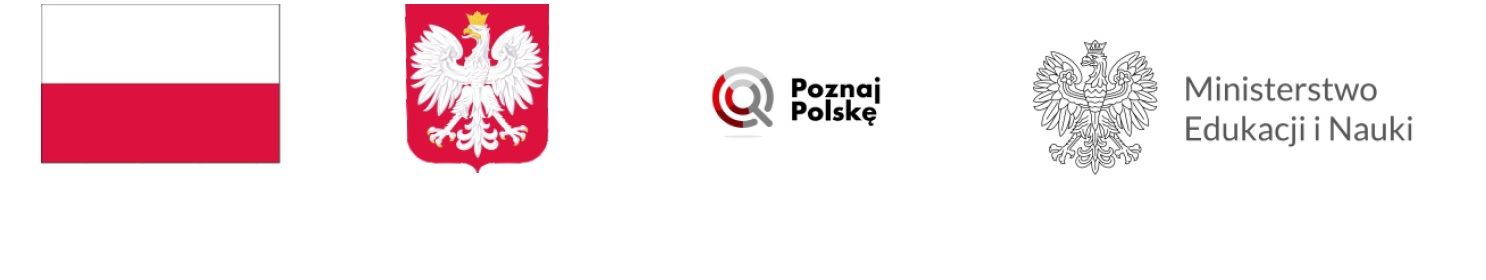 Poznaj
Polskę
Ministerstwo
Edukacji i Nauki